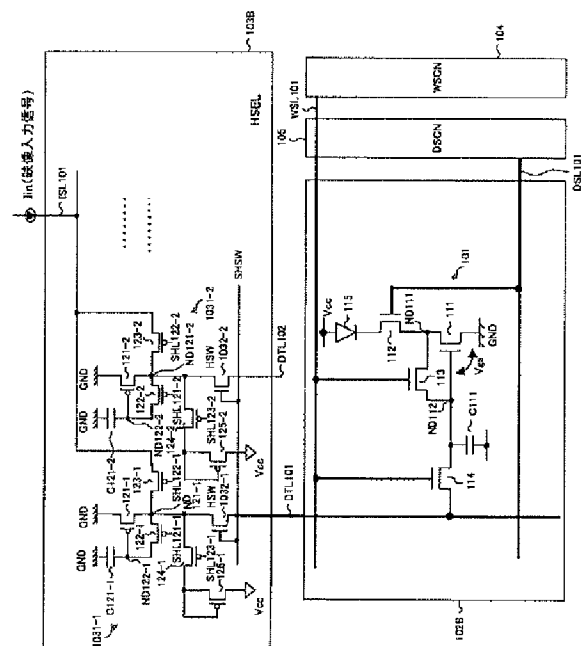 Iin(映像入力信号)
ISL101
103B
HSEL
GND
GND
GND
GND
C121-1
121-1
C121-2
121-2
123-1
123-2
122-1
122-2
ND122-1
ND122-2
SHL121-1
SHL122-1
ND
121-1
SHL121-2
SHL122-2
ND121-2
124-1
124-2
1031-1
1031-2
SHL123-1
SHL123-2
125-1
125-2
HSW
1032-1
HSW
1032-2
SHSW
Vcc
Vcc
DTL101
DTL102
WSL101
WSCN
104
105
DSCN
DSL101
101
Vcc
115
112
ND111
113
111
ND112
Vgs
GND
C111
114
102B